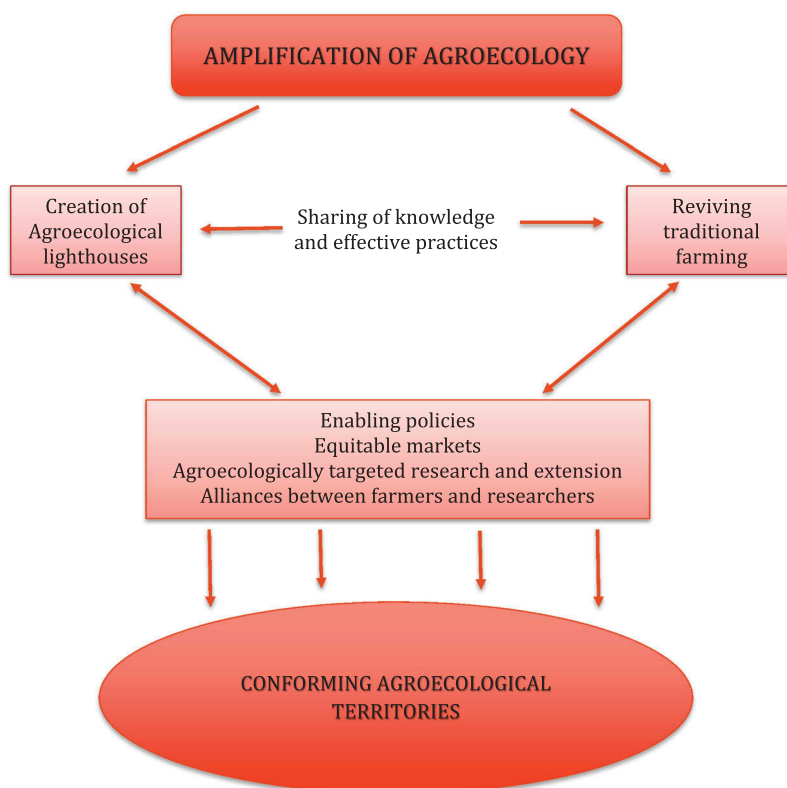 AMPLIFICATION OF AGROECOLOGY
Creation of
Agroecological
lighthouses
Sharing of knowledge
and effective practices
Reviving
traditional
farming
Enabling policies
Equitable markets
Agroecologically targeted research and extension
Alliances between farmers and researchers
CONFORMING AGROECOLOGICAL
TERRITORIES